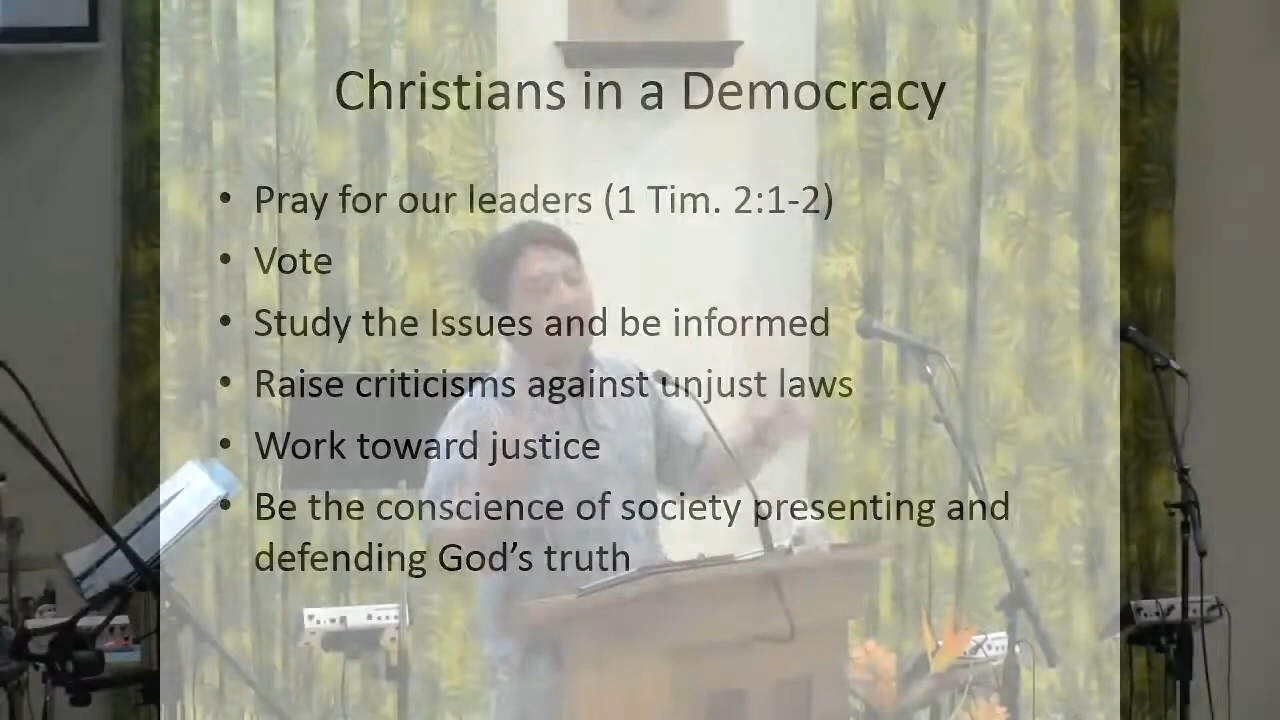 Christians in a Democracy
• Pray for our leaders (1 Tim. 2:1-2)
• Vote
• Study the Issues and be informed
• Raise criticisms against unjust laws
• Work toward justice
• Be the conscience of society presenting and
defending God’s truth